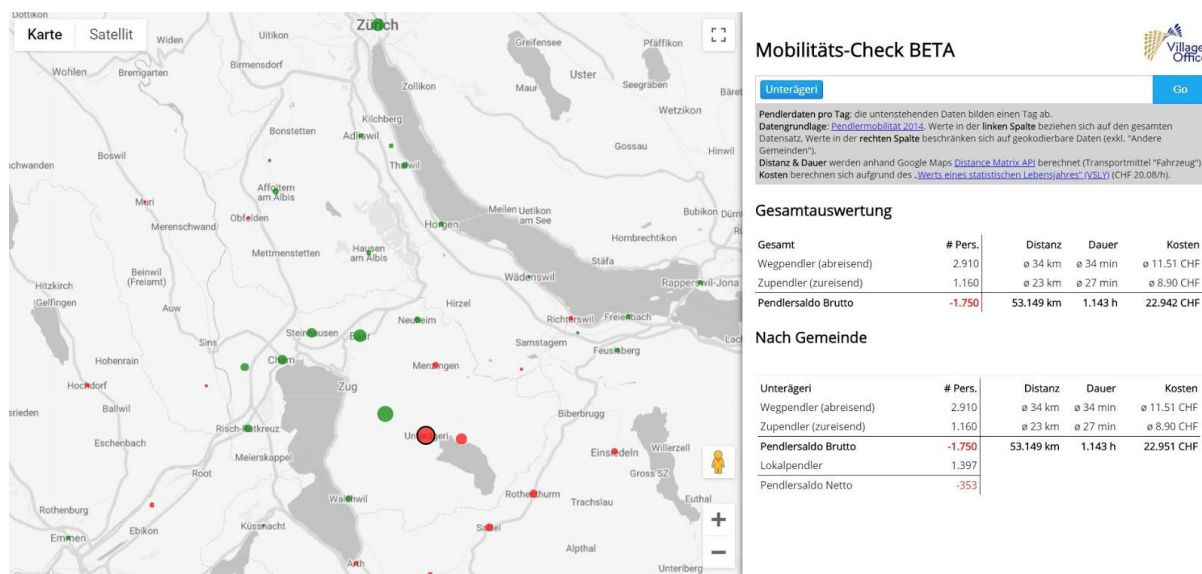 Dottikon
Karte
Satellit
Widen
Uitikon
Zürich
Greifensee
Pfäffikon
Wohlen
Bremgarten
Birmensdorf
Zollikon
Maur
Uster
Seegräben
Wetzikon
Kilchberg
Bonstetten
Adliswil
Gossau
Hinwil
Boswil
Thalwil
Affoltern
am Albis
Muri
Obfelden
Merenschwand
Horgen
Meilen
Uetikon
am See
Bubikon
Mettmenstetten
Hausen
am Albis
Hombrechtikon
Stäfa
Hitzkirch
Beinwil
(Freiamt)
Wädenswil
Rapperswil-Jona
Gelfingen
Auw
Hirzel
Neuheim
Richterswil
Freienbach
Sins
Steinhausen
Baar
Samstagern
Feusisberg
Hohenrain
Cham
Menzingen
Hochdorf
Zug
Ballwil
Biberbrugg
Risch-Rotkreuz
Unterägeri
Eschenbach
Einsiedeln
Willerzell
Meierskappel
Gross SZ
Root
Rothenthurm
Trachslau
Euthal
Rothenburg
Walchwil
Ebikon
Küssnacht
Sattel
Emmen
Alpthal
Arth
Unteriberg
Mobilitäts-Check BETA
Village
Office
Unterägeri
Go
Pendlerdaten pro Tag: die untenstehenden Daten bilden einen Tag ab.
Datengrundlage: Pendlermobilität 2014. Werte in der linken Spalte beziehen sich auf den gesamten
Datensatz, Werte in der rechten Spalte beschränken sich auf geokodierbare Daten (exkl. "Andere
Gemeinden").
Distanz & Dauer werden anhand Google Maps Distance Matrix API berechnet (Transportmittel "Fahrzeug")
Kosten berechnen sich aufgrund des „Werts eines statistischen Lebensjahres" (VSLY) (CHF 20.08/h).
Gesamtauswertung
Gesamt # Pers. Distanz Dauer Kosten
Wegpendler (abreisend) 2.910 ø 34 km ø 34 min ø 11.51 CHF
Zupendler (zureisend) 1.160 ø 23 km ø 27 min ø 8.90 CHF
Pendlersaldo Brutto -1.750 53.149 km 1.143 h 22.942 CHF
Nach Gemeinde
Unterägeri # Pers. Distanz Dauer Kosten
Wegpendler (abreisend) 2.910 ø 34 km ø 34 min ø 11.51 CHF
Zupendler (zureisend) 1.160 ø 23 km ø 27 min ø 8.90 CHF
Pendlersaldo Brutto -1.750 53.149 km 1.143 h 22.951 CHF
Lokalpendler 1.397
Pendlersaldo Netto -353